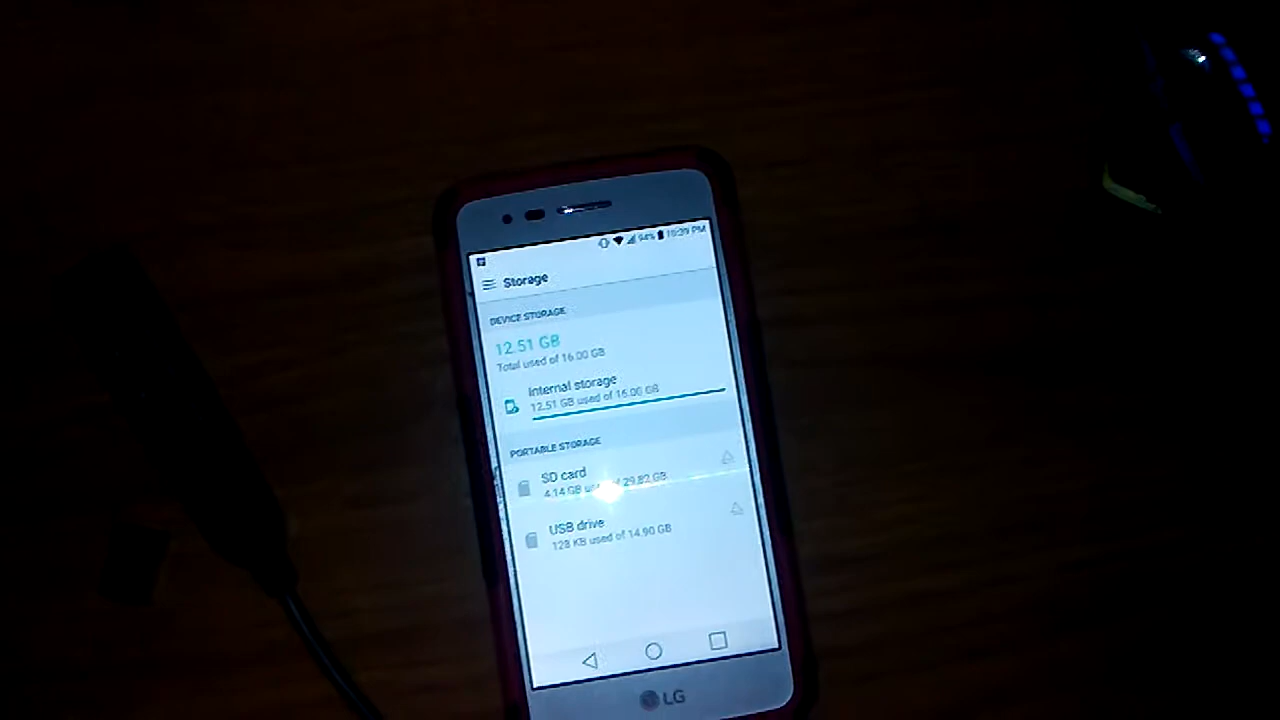 94% 10:39 PM
Storage
DEVICE STORAGE
12.51 GB
Total used of 16.00 GB
Internal storage
12.51 GB used of 16.00 GB
PORTABLE STORAGE
SD card
4.14 GB used of 29.82 GB
USB drive
128 KB used of 14.90 GB
LG